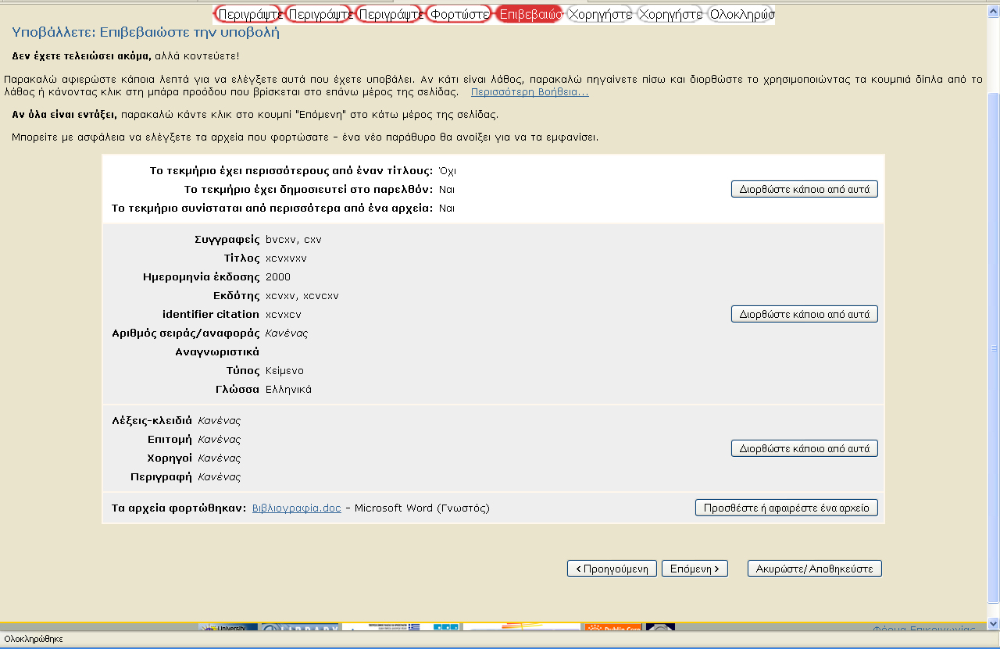 Περιγράψτε Περιγράψτε Περιγράψτε Φορτώστε Επιβεβαιώσ Χορηγήστε Χορηγήστε Ολοκληρώσ
Υποβάλλετε: Επιβεβαιώστε την υποβολή
Δεν έχετε τελειώσει ακόμα, αλλά κοντεύετε!
Παρακαλώ αφιερώστε κάποια λεπτά για να ελέγξετε αυτά που έχετε υποβάλει. Αν κάτι είναι λάθος, παρακαλώ πηγαίνετε πίσω και διορθώστε το χρησιμοποιώντας τα κουμπιά δίπλα από το
λάθος ή κάνοντας κλικ στη μπάρα προόδου που βρίσκεται στο επάνω μέρος της σελίδας. Περισσότερη Βοήθεια...
Αν όλα είναι εντάξει, παρακαλώ κάντε κλικ στο κουμπί "Επόμενη" στο κάτω μέρος της σελίδας.
Μπορείτε με ασφάλεια να ελέγξετε τα αρχεία που φορτώσατε - ένα νέο παράθυρο θα ανοίξει για να τα εμφανίσει.
Το τεκμήριο έχει περισσότερους από έναν τίτλους: Όχι
Το τεκμήριο έχει δημοσιευτεί στο παρελθόν: Ναι
Διορθώστε κάποιο από αυτά
Το τεκμήριο συνίσταται από περισσότερα από ένα αρχεία: Ναι
Συγγραφείς bvcxv, cxv
Τίτλος xcvxvxv
Ημερομηνία έκδοσης 2000
Εκδότης xcvxv, xcvcxv
identifier citation xcvxcv
Διορθώστε κάποιο από αυτά
Αριθμός σειράς/αναφοράς Κανένας
Αναγνωριστικά
Τύπος Κείμενο
Γλώσσα Ελληνικά
Λέξεις-κλειδιά Κανένας
Επιτομή Κανένας
Διορθώστε κάποιο από αυτά
Χορηγοί Κανένας
Περιγραφή Κανένας
Τα αρχεία φορτώθηκαν: Βιβλιογραφία.doc - Microsoft Word (Γνωστός)
Προσθέστε ή αφαιρέστε ένα αρχείο
< Προηγούμενη Επόμενη > Ακυρώστε/Αποθηκεύστε
University LIBRARY Dublin Core Φόρμα Επικοινωνίας
Ολοκληρώθηκε